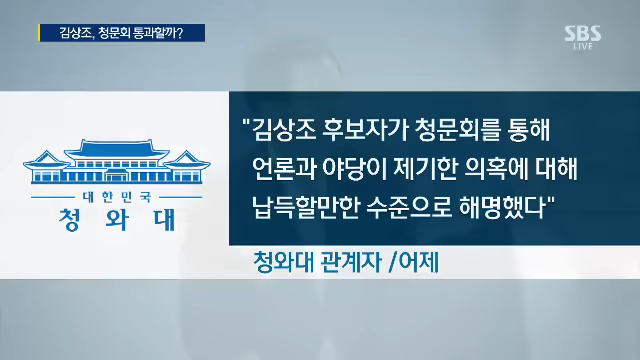 김상조, 청문회 통과할까?
SBS
LIVE
"김상조 후보자가 청문회를 통해
언론과 야당이 제기한 의혹에 대해
납득할만한 수준으로 해명했다"
대한민국
청와대
청와대 관계자 /어제